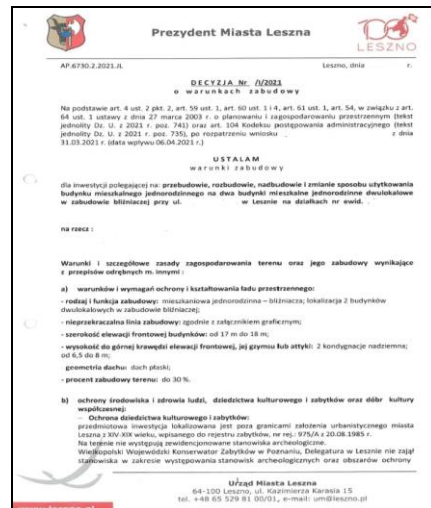 Prezydent Miasta Leszna
LESZNO
AP.6730.2.2021.JL
Leszno, dnia r.
DECYZJA Nr /I/2021
o warunkach zabudowy
Na podstawie art. 4 ust. 2 pkt. 2, art. 59 ust. 1, art. 60 ust. 1 i 4, art. 61 ust. 1, art. 54, w związku z art.
64 ust. 1 ustawy z dnia 27 marca 2003 r. o planowaniu i zagospodarowaniu przestrzennym (tekst
jednolity Dz. U. z 2021 r. poz. 741) oraz art. 104 Kodeksu postępowania administracyjnego (tekst
jednolity Dz. U. z 2021 r. poz. 735), po rozpatrzeniu wniosku z dnia
31.03.2021 r. (data wpływu 06.04.2021 r.)
USTALAM
warunki zabudowy
dla inwestycji polegającej na: przebudowie, rozbudowie, nadbudowie i zmianie sposobu użytkowania
budynku mieszkalnego jednorodzinnego na dwa budynki mieszkalne jednorodzinne dwulokalowe
w zabudowie bliźniaczej przy ul. w Lesznie na działkach nr ewid.
na rzecz :
Warunki i szczegółowe zasady zagospodarowania terenu oraz jego zabudowy wynikające
z przepisów odrębnych m. innymi :
a) warunków i wymagań ochrony i kształtowania ładu przestrzennego:
- rodzaj i funkcja zabudowy: mieszkaniowa jednorodzinna – bliźniacza; lokalizacja 2 budynków
dwulokalowych w zabudowie bliźniaczej;
- nieprzekraczalna linia zabudowy: zgodnie z załącznikiem graficznym;
- szerokość elewacji frontowej budynków: od 17 m do 18 m;
- wysokość do górnej krawędzi elewacji frontowej, jej gzymsu lub attyki: 2 kondygnacje nadziemna;
od 6,5 do 8 m;
geometria dachu: dach płaski;
- procent zabudowy terenu: do 30 %.
b) ochrony środowiska i zdrowia ludzi, dziedzictwa kulturowego i zabytków oraz dóbr kultury
współczesnej:
– Ochrona dziedzictwa kulturowego i zabytków:
przedmiotowa inwestycja lokalizowana jest poza granicami założenia urbanistycznego miasta
Leszna z XIV-XIX wieku, wpisanego do rejestru zabytków, nr rej.: 975/A z 20.08.1985 r.
Na terenie nie występują zewidencjonowane stanowiska archeologiczne.
Wielkopolski Wojewódzki Konserwator Zabytków w Poznaniu, Delegatura w Lesznie nie zajął
stanowiska w zakresie występowania stanowisk archeologicznych oraz obszarów ochrony
Urząd Miasta Leszna
64-100 Leszno, ul. Kazimierza Karasia 15
tel. +48 65 529 81 00/01, e-mail: um@leszno.pl